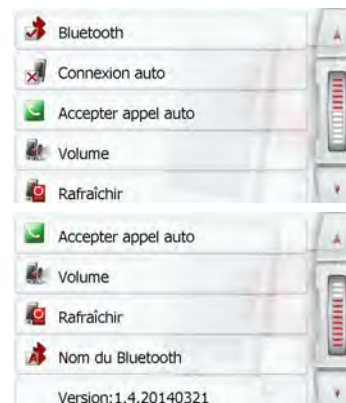 Bluetooth
Connexion auto
Accepter appel auto
Volume
Rafraîchir
Accepter appel auto
Volume
Rafraîchir
Nom du Bluetooth
Version:1.4.20140321